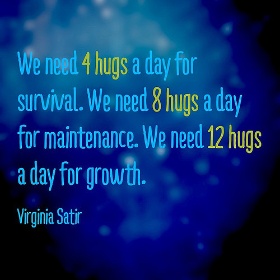 We need 4 hugs a day for
survival. We need 8 hugs a day
for maintenance. We need 12 hugs
a day for growth.
Virginia Satir